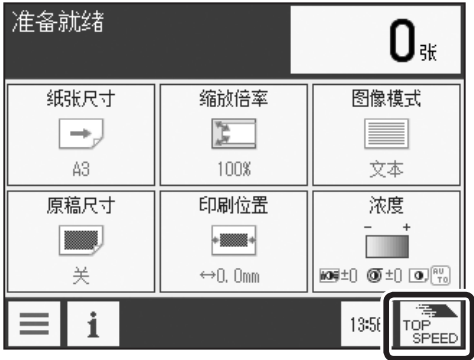 准备就绪
0张
纸张尺寸
缩放倍率
图像模式
A3
100%
文本
原稿尺寸
印刷位置
浓度
- +
关
↔0.0mm
±0 ±0 AUTO
i
13:56
TOP
SPEED